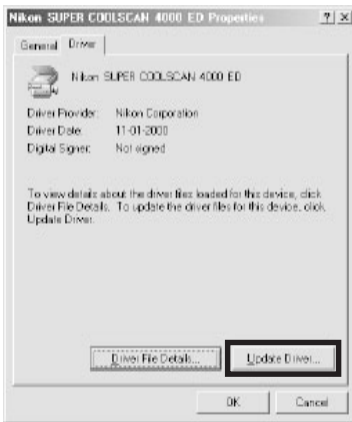 Nikon SUPER COOLSCAN 4000 ED Properties ? X
General Driver
Nikon SUPER COOLSCAN 4000 ED
Driver Provider: Nikon Corporation
Driver Date: 11-01-2000
Digital Signer: Not signed
To view details about the driver files loaded for this device, click
Driver File Details. To update the driver files for this device, click
Update Driver.
Driver File Details... Update Driver...
OK Cancel